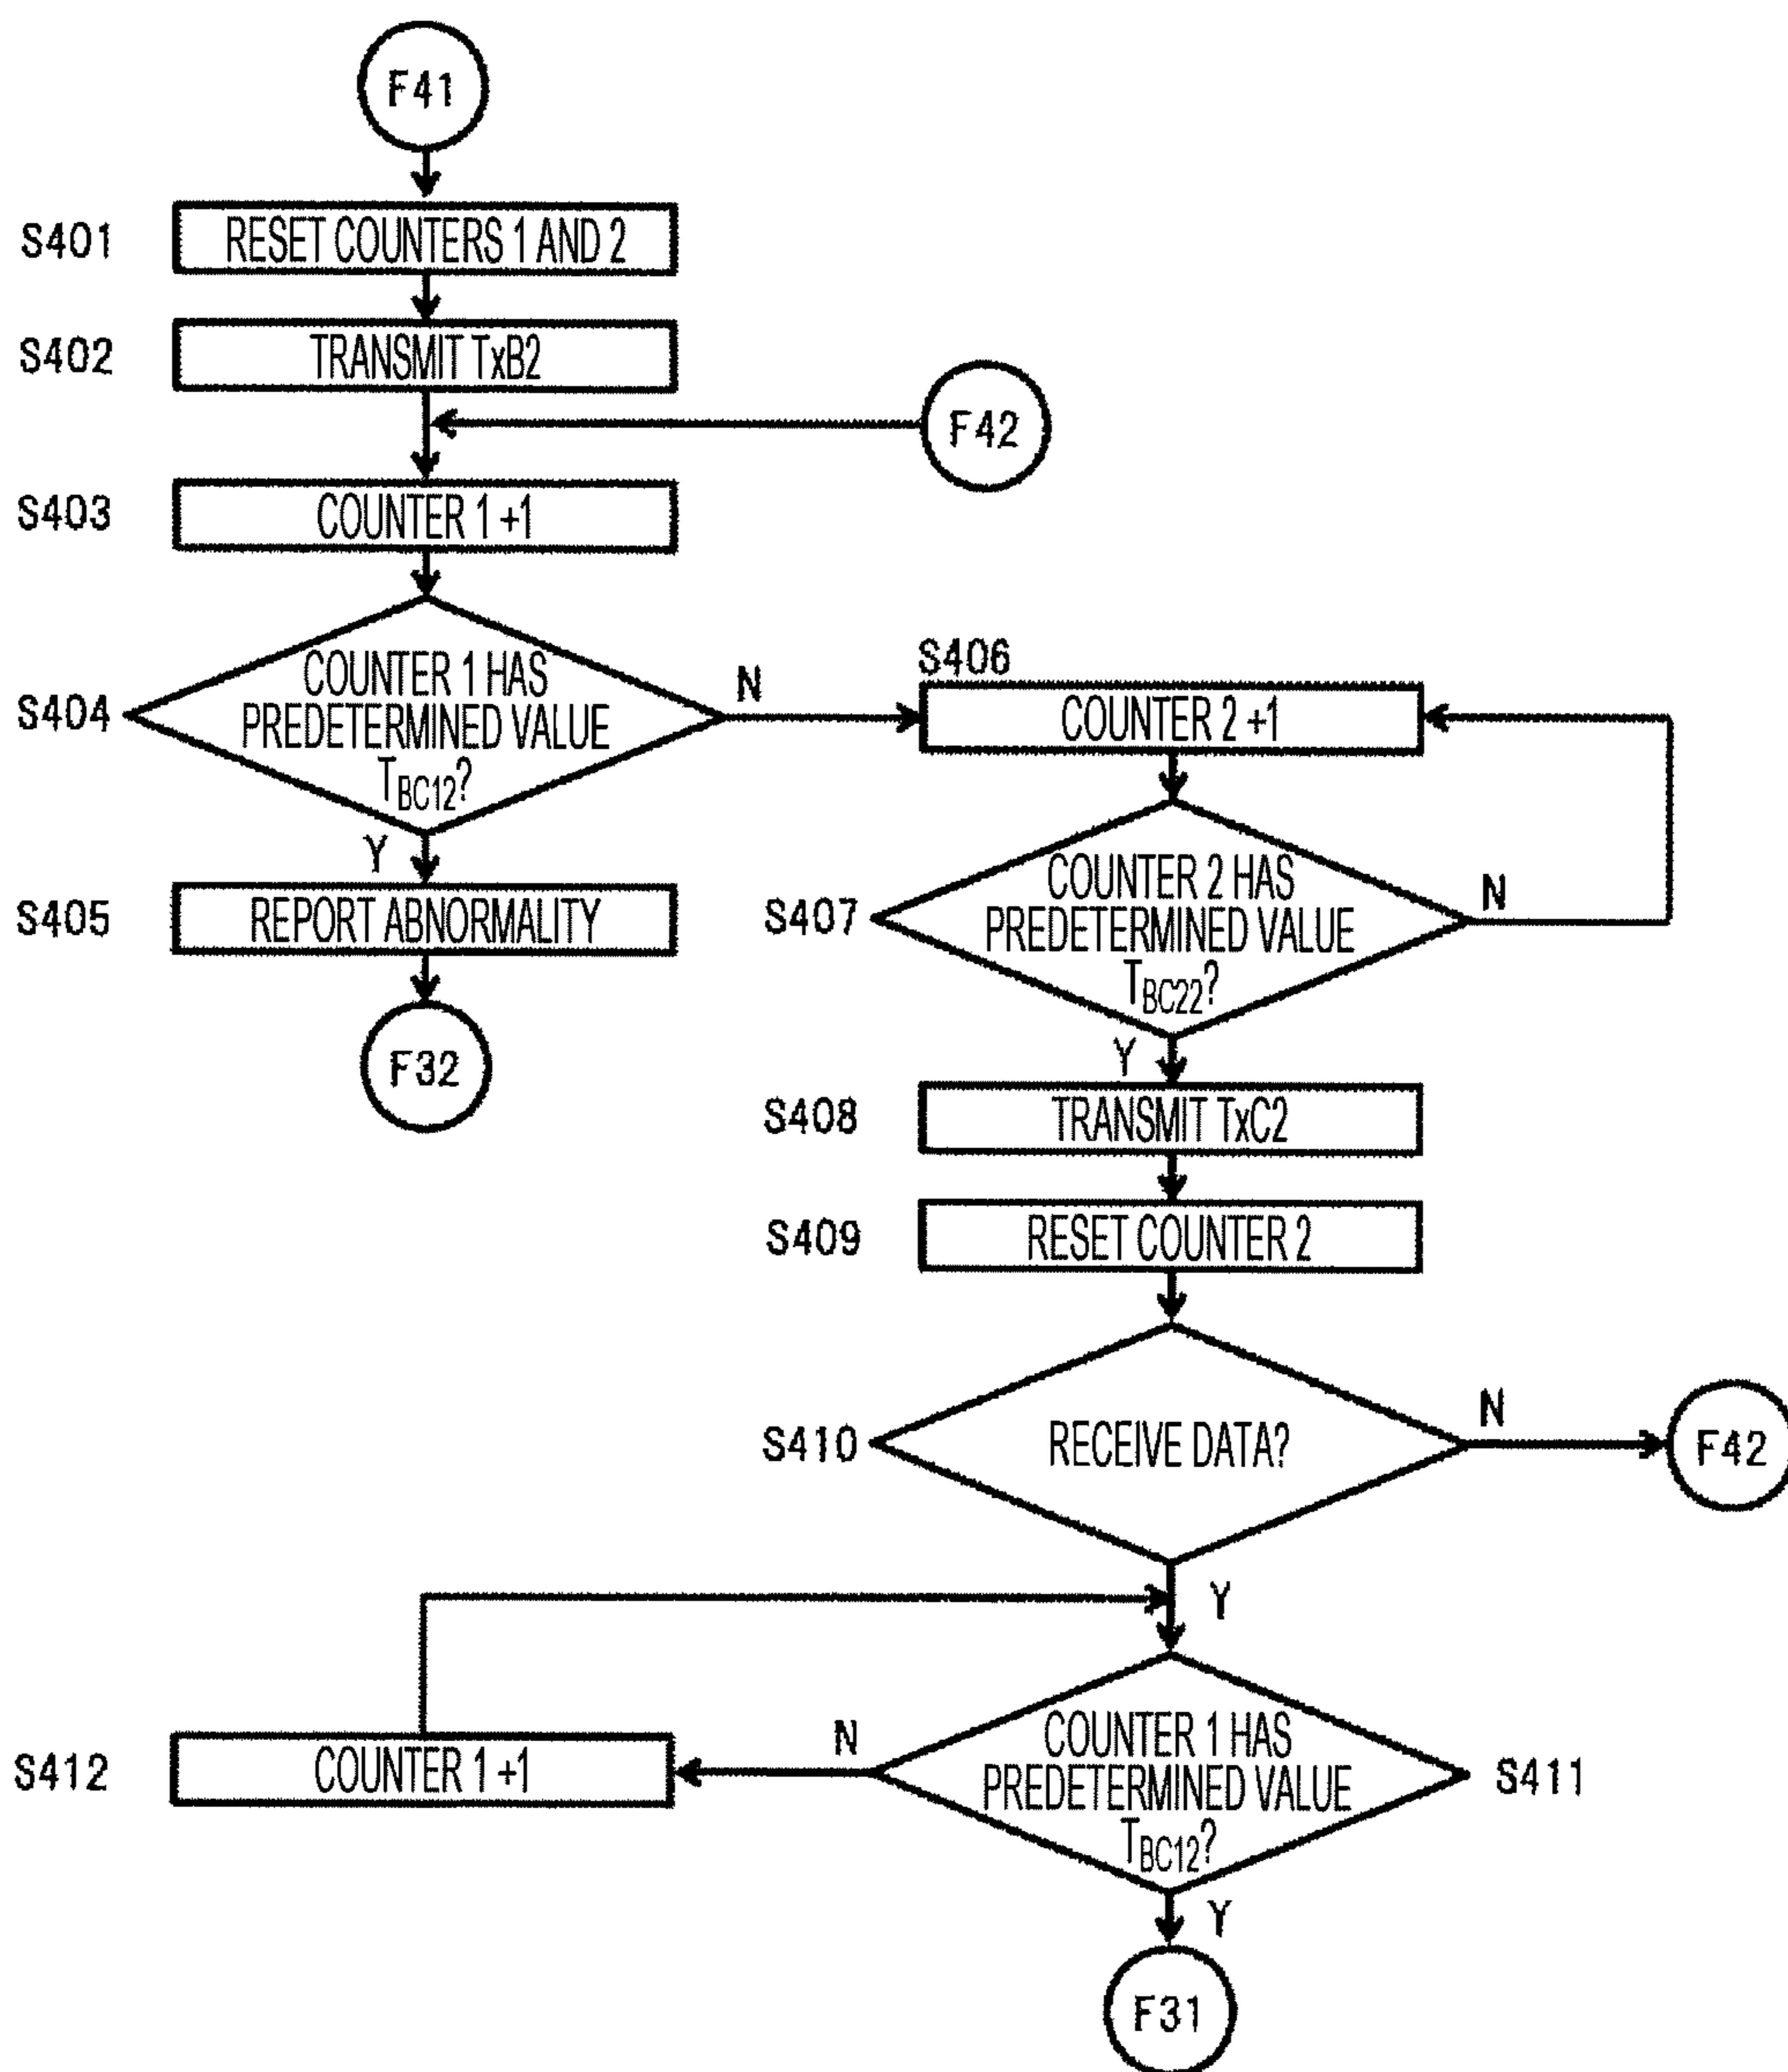 F41
S401
RESET COUNTERS 1 AND 2
S402
TRANSMIT TxB2
F42
S403
COUNTER 1 +1
S404
COUNTER 1 HAS
PREDETERMINED VALUE
TBC12?
N
Y
S405
REPORT ABNORMALITY
F32
S406
COUNTER 2 +1
S407
COUNTER 2 HAS
PREDETERMINED VALUE
TBC22?
N
Y
S408
TRANSMIT TxC2
S409
RESET COUNTER 2
S410
RECEIVE DATA?
N
F42
Y
S411
COUNTER 1 HAS
PREDETERMINED VALUE
TBC12?
N
S412
COUNTER 1 +1
Y
F31